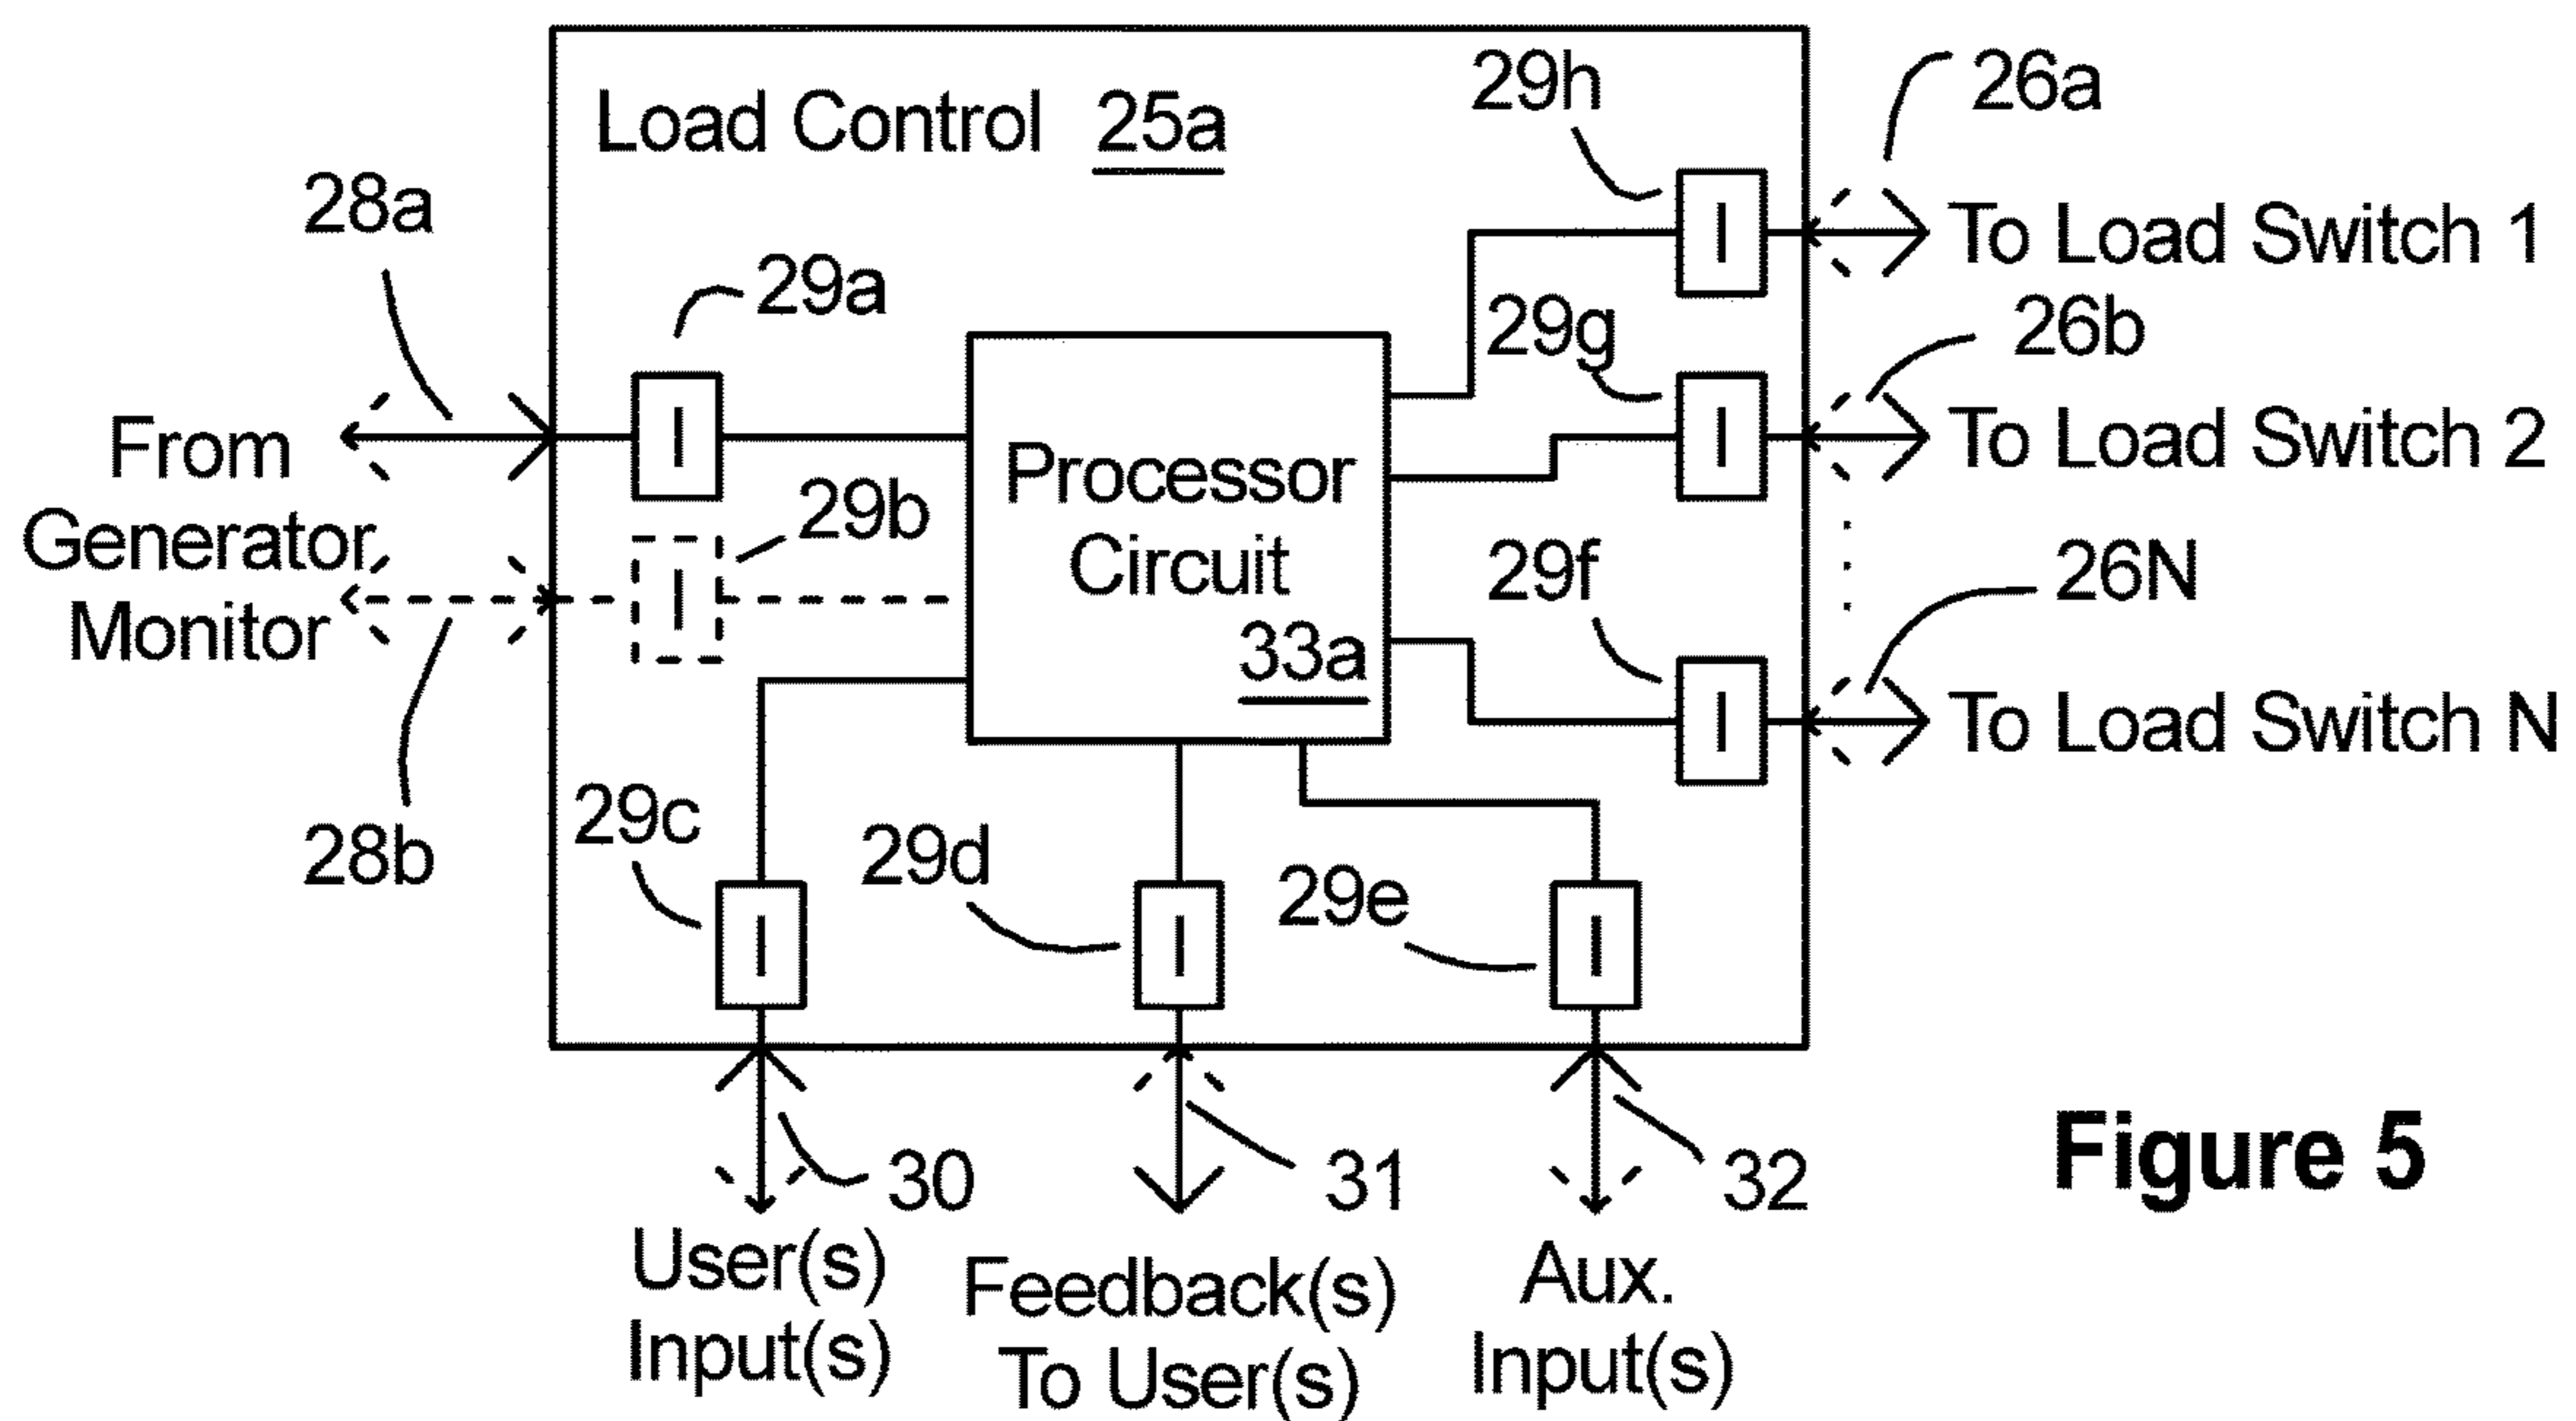 Load Control 25a
29h
26a
28a
To Load Switch 1
29a
29g
26b
From
Generator
Monitor
To Load Switch 2
29b
Processor
Circuit
33a
29f
26N
To Load Switch N
28b
29c
29d
29e
I
I
I
I
I
I
I
I
30
31
32
User(s)
Input(s)
Feedback(s)
To User(s)
Aux.
Input(s)
Figure 5